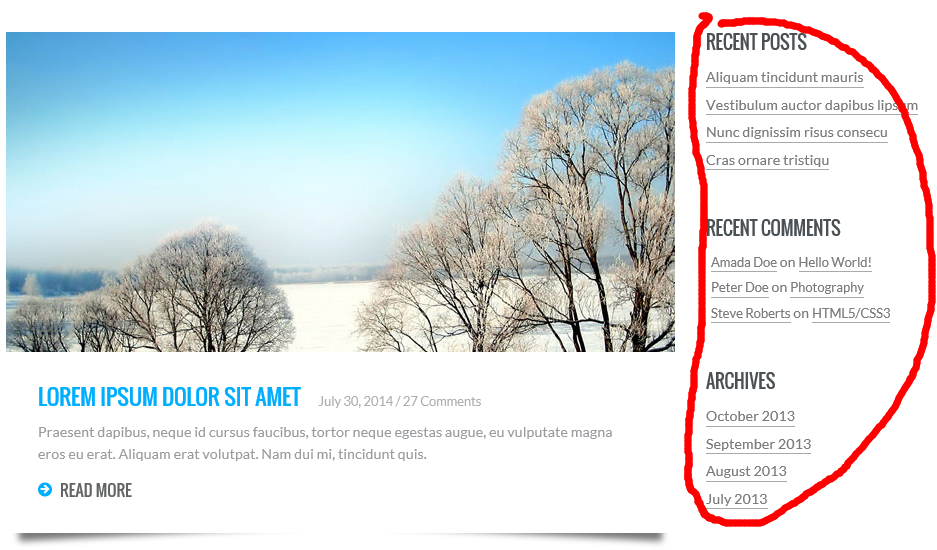 LOREM IPSUM DOLOR SIT AMET July 30, 2014 / 27 Comments
Praesent dapibus, neque id cursus faucibus, tortor neque egestas augue, eu vulputate magna
eros eu erat. Aliquam erat volutpat. Nam dui mi, tincidunt quis.
READ MORE
RECENT POSTS
Aliquam tincidunt mauris
Vestibulum auctor dapibus lipsum
Nunc dignissim risus consecu
Cras ornare tristiqu
RECENT COMMENTS
Amada Doe on Hello World!
Peter Doe on Photography
Steve Roberts on HTML5/CSS3
ARCHIVES
October 2013
September 2013
August 2013
July 2013